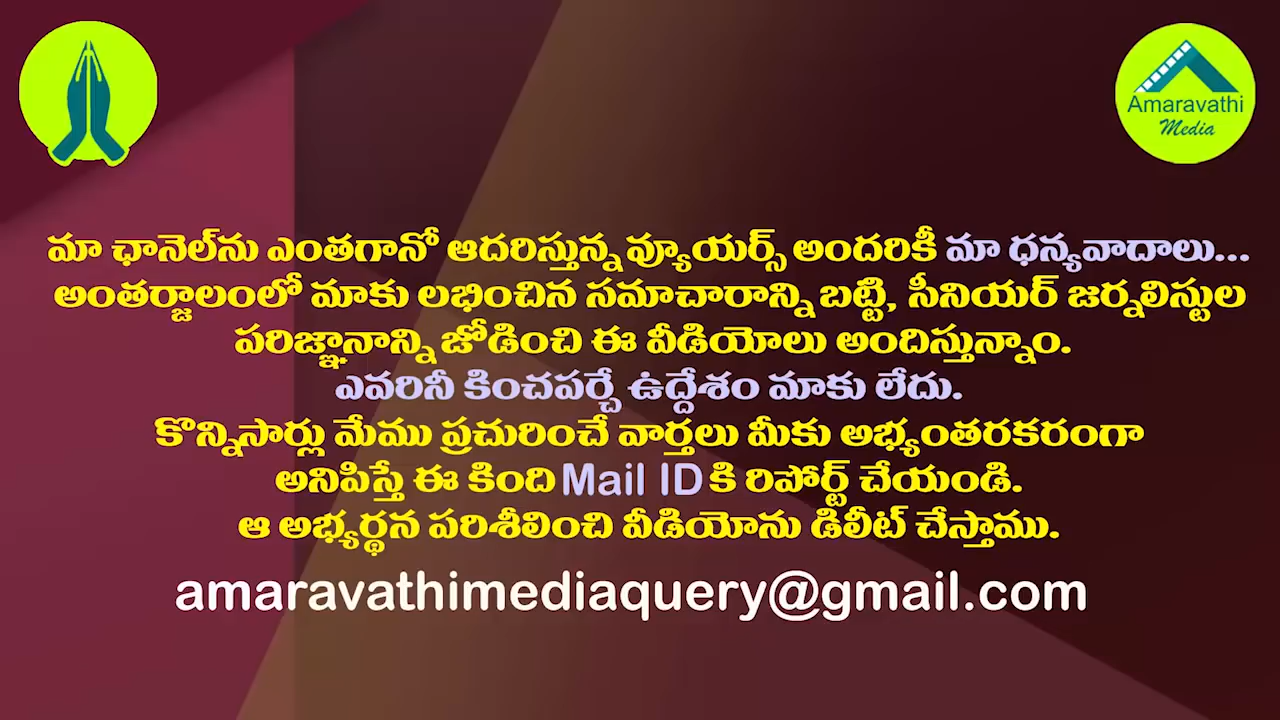 Amaravathi
Media
మా ఛానెల్‌ను ఎంతగానో ఆదరిస్తున్న వ్యూయర్స్ అందరికీ మా ధన్యవాదాలు...
అంతర్జాలంలో మాకు లభించిన సమాచారాన్ని బట్టి, సీనియర్ జర్నలిస్టుల
పరిజ్ఞానాన్ని జోడించి ఈ వీడియోలు అందిస్తున్నాం.
ఎవరినీ కించపర్చే ఉద్దేశం మాకు లేదు.
కొన్నిసార్లు మేము ప్రచురించే వార్తలు మీకు అభ్యంతరకరంగా
అనిపిస్తే ఈ కింది Mail ID కి రిపోర్ట్ చేయండి.
ఆ అభ్యర్థన పరిశీలించి వీడియోను డిలీట్ చేస్తాము.
amaravathimediaquery@gmail.com